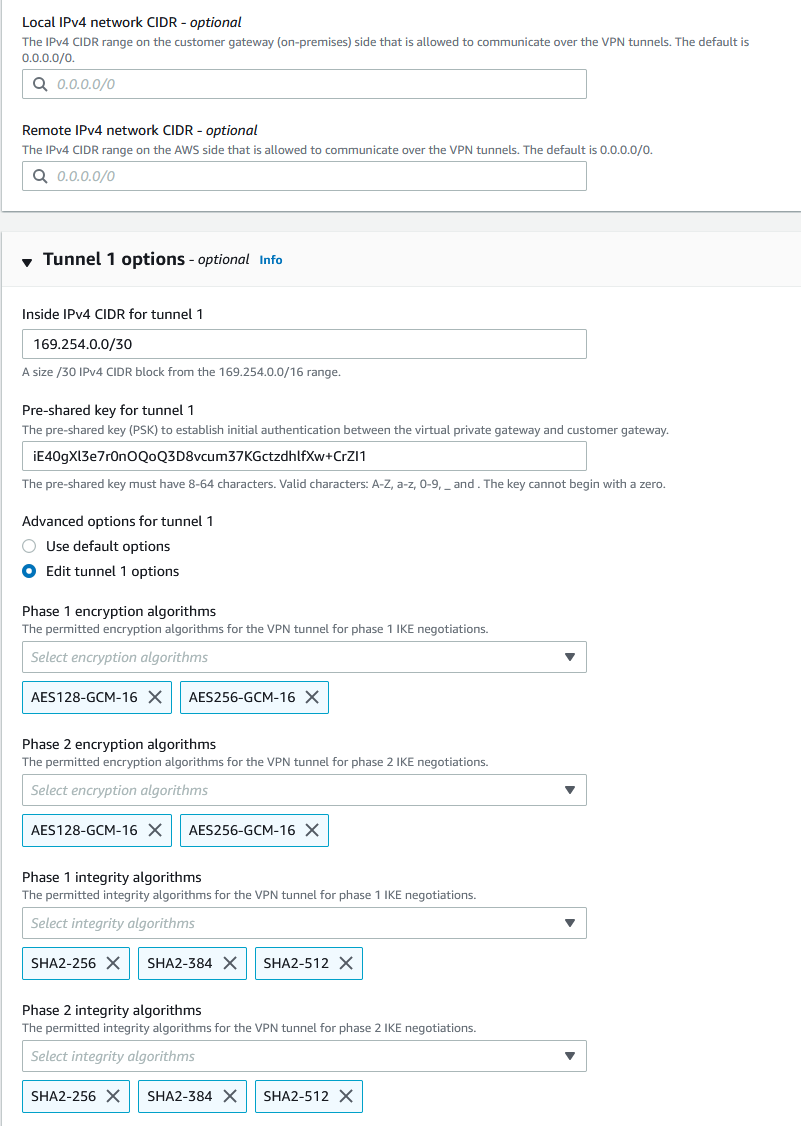 Local IPv4 network CIDR - optional
The IPv4 CIDR range on the customer gateway (on-premises) side that is allowed to communicate over the VPN tunnels. The default is
0.0.0.0/0.
0.0.0.0/0
Remote IPv4 network CIDR - optional
The IPv4 CIDR range on the AWS side that is allowed to communicate over the VPN tunnels. The default is 0.0.0.0/0.
0.0.0.0/0
Tunnel 1 options - optional Info
Inside IPv4 CIDR for tunnel 1
169.254.0.0/30
A size /30 IPv4 CIDR block from the 169.254.0.0/16 range.
Pre-shared key for tunnel 1
The pre-shared key (PSK) to establish initial authentication between the virtual private gateway and customer gateway.
iE40gXl3e7r0nOQoQ3D8vcum37KGctzdhlfXw+CrZI1
The pre-shared key must have 8-64 characters. Valid characters: A-Z, a-z, 0-9, _ and . The key cannot begin with a zero.
Advanced options for tunnel 1
Use default options
Edit tunnel 1 options
Phase 1 encryption algorithms
The permitted encryption algorithms for the VPN tunnel for phase 1 IKE negotiations.
Select encryption algorithms
AES128-GCM-16 AES256-GCM-16
Phase 2 encryption algorithms
The permitted encryption algorithms for the VPN tunnel for phase 2 IKE negotiations.
Select encryption algorithms
AES128-GCM-16 AES256-GCM-16
Phase 1 integrity algorithms
The permitted integrity algorithms for the VPN tunnel for phase 1 IKE negotiations.
Select integrity algorithms
SHA2-256 SHA2-384 SHA2-512
Phase 2 integrity algorithms
The permitted integrity algorithms for the VPN tunnel for phase 2 IKE negotiations.
Select integrity algorithms
SHA2-256 SHA2-384 SHA2-512